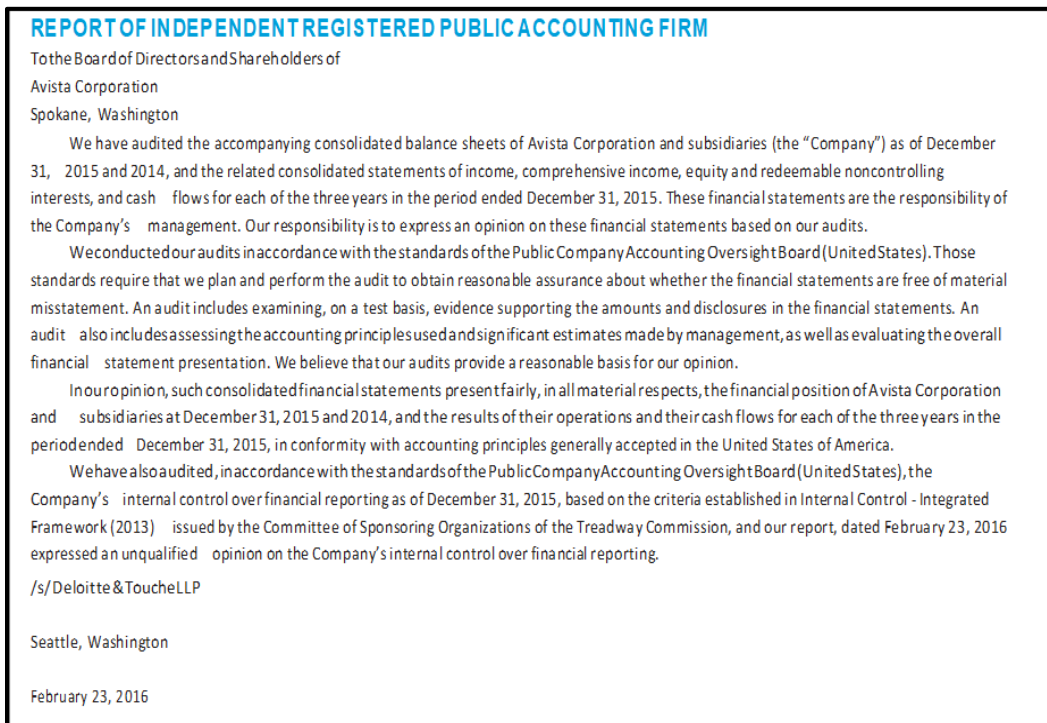 REPORT OF INDEPENDENT REGISTERED PUBLIC ACCOUNTING FIRM
To the Board of Directors and Shareholders of
Avista Corporation
Spokane, Washington
We have audited the accompanying consolidated balance sheets of Avista Corporation and subsidiaries (the “Company”) as of December
31, 2015 and 2014, and the related consolidated statements of income, comprehensive income, equity and redeemable noncontrolling
interests, and cash flows for each of the three years in the period ended December 31, 2015. These financial statements are the responsibility of
the Company’s management. Our responsibility is to express an opinion on these financial statements based on our audits.
We conducted our audits in accordance with the standards of the Public Company Accounting Oversight Board (United States). Those
standards require that we plan and perform the audit to obtain reasonable assurance about whether the financial statements are free of material
misstatement. An audit includes examining, on a test basis, evidence supporting the amounts and disclosures in the financial statements. An
audit also includes assessing the accounting principles used and significant estimates made by management, as well as evaluating the overall
financial statement presentation. We believe that our audits provide a reasonable basis for our opinion.
In our opinion, such consolidated financial statements present fairly, in all material respects, the financial position of Avista Corporation
and subsidiaries at December 31, 2015 and 2014, and the results of their operations and their cash flows for each of the three years in the
period ended December 31, 2015, in conformity with accounting principles generally accepted in the United States of America.
We have also audited, in accordance with the standards of the Public Company Accounting Oversight Board (United States), the
Company’s internal control over financial reporting as of December 31, 2015, based on the criteria established in Internal Control - Integrated
Framework (2013) issued by the Committee of Sponsoring Organizations of the Treadway Commission, and our report, dated February 23, 2016
expressed an unqualified opinion on the Company’s internal control over financial reporting.
/s/ Deloitte & Touche LLP
Seattle, Washington
February 23, 2016